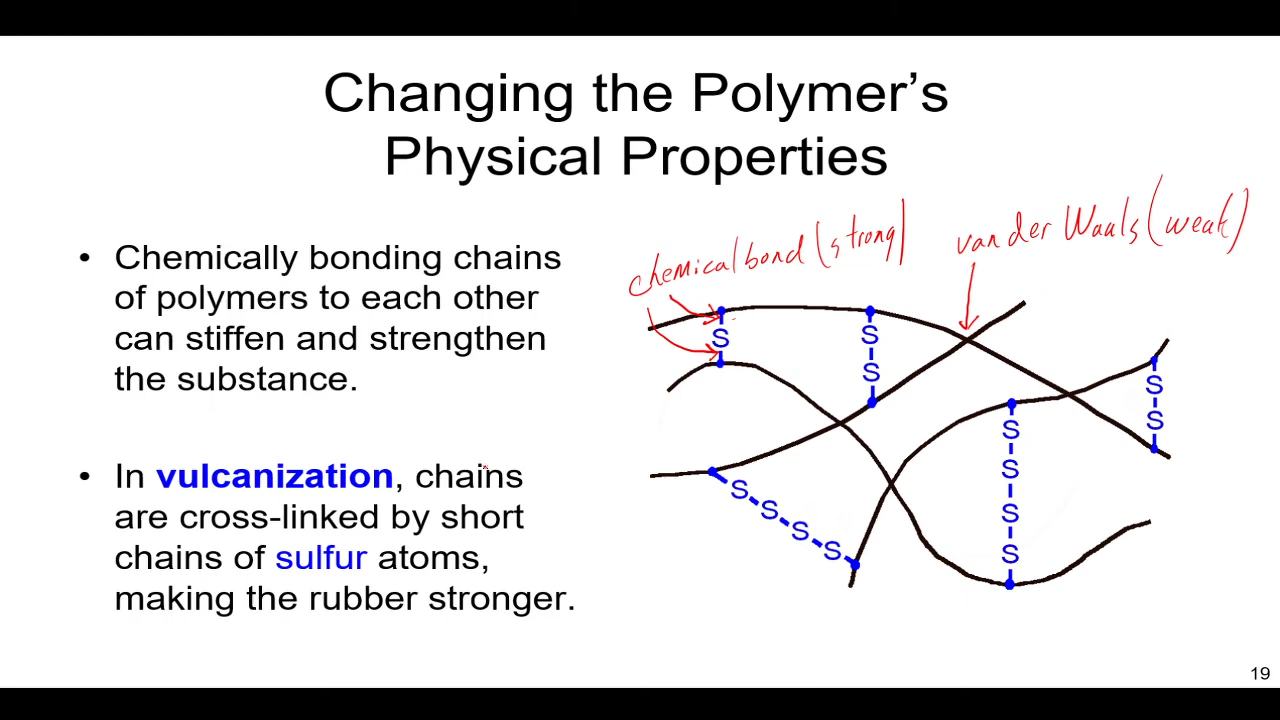 Changing the Polymer's
Physical Properties
• Chemically bonding chains
of polymers to each other
can stiffen and strengthen
the substance.
• In vulcanization, chains
are cross-linked by short
chains of sulfur atoms,
making the rubber stronger.
chemical bond (strong)
van der Waals (weak)
S
S
S
S
S
S
S
S
S
S
S
S
S
19